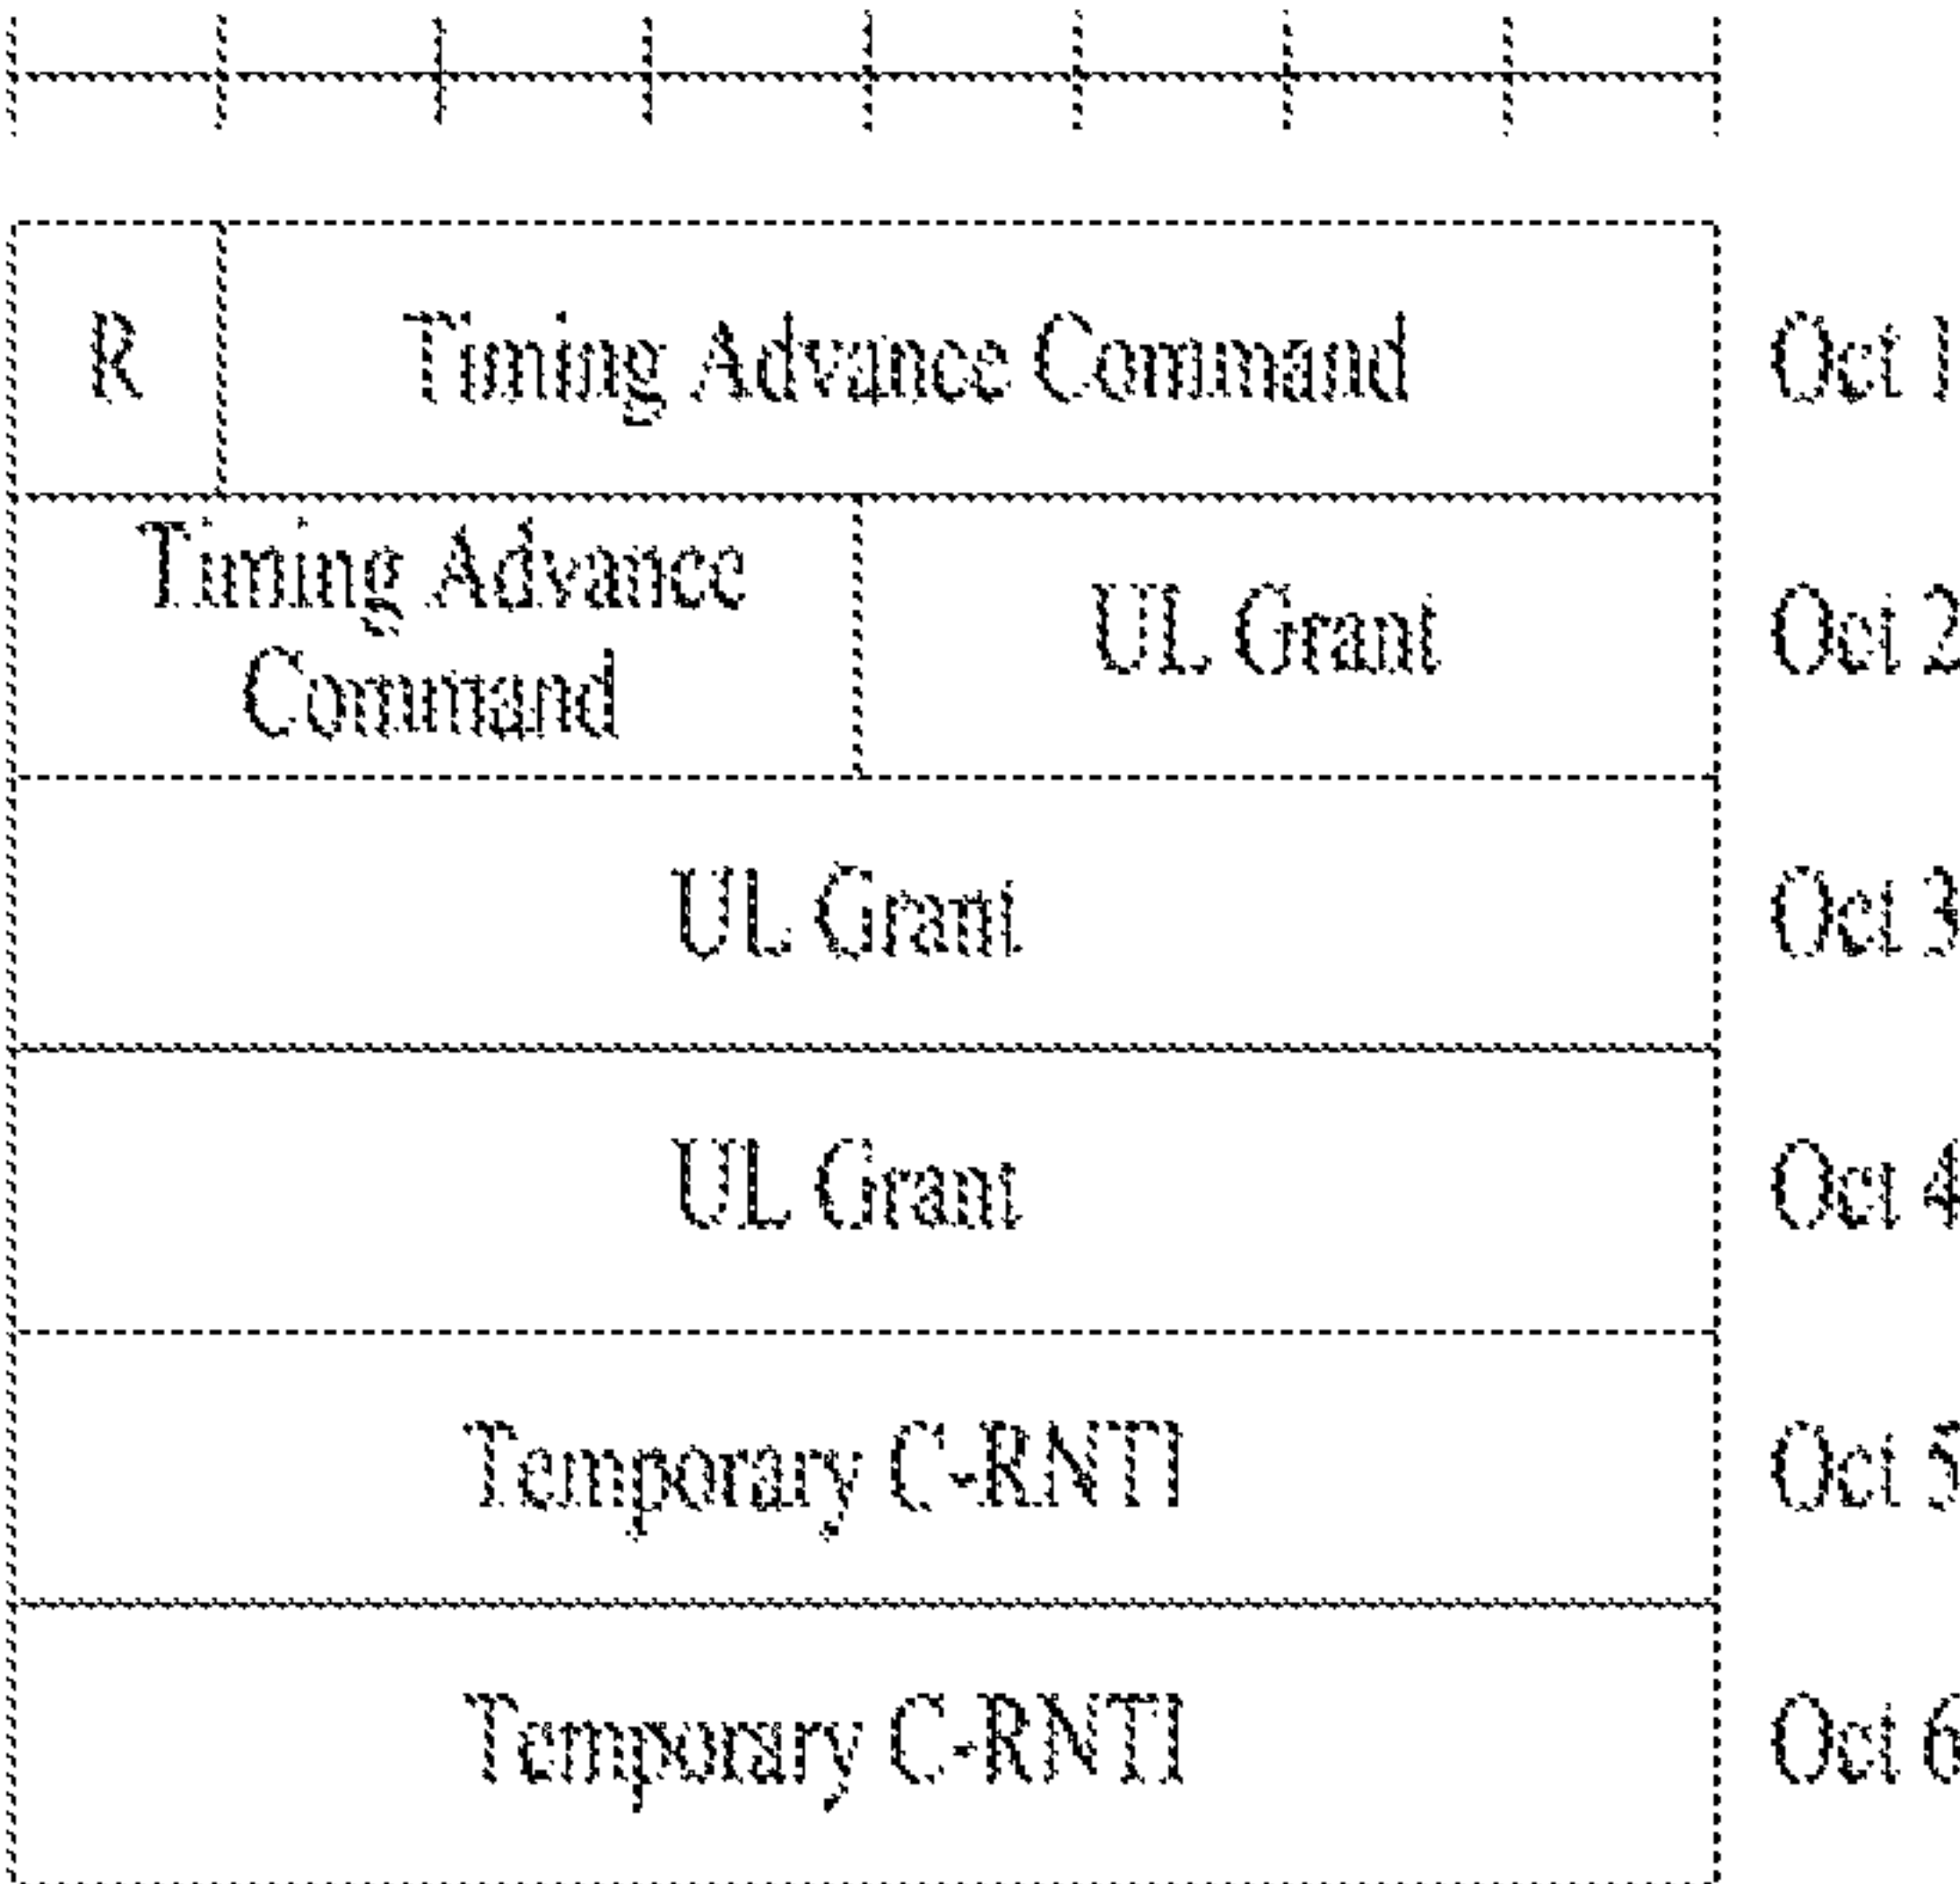 R Timing Advance Command Oct 1
Timing Advance
Command
UL Grant Oct 2
UL Grant Oct 3
UL Grant Oct 4
Temporary C-RNTI Oct 5
Temporary C-RNTI Oct 6